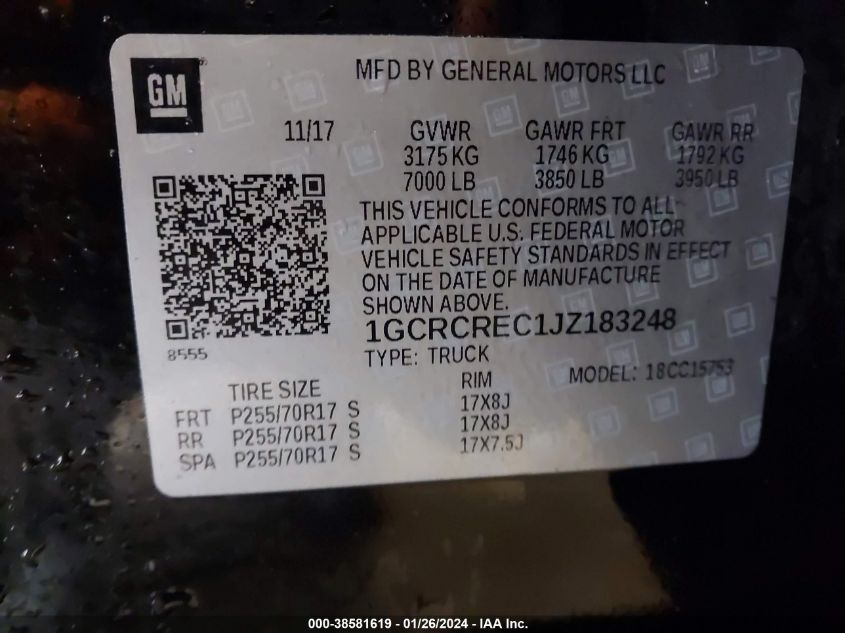 GM
MFD BY GENERAL MOTORS LLC
11/17 GVWR GAWR FRT GAWR RR
3175 KG 1746 KG 1792 KG
7000 LB 3850 LB 3950 LB
THIS VEHICLE CONFORMS TO ALL
APPLICABLE U.S. FEDERAL MOTOR
VEHICLE SAFETY STANDARDS IN EFFECT
ON THE DATE OF MANUFACTURE
SHOWN ABOVE.
1GCRCREC1JZ183248
8555
TYPE: TRUCK MODEL: 18CC15753
TIRE SIZE RIM
FRT P255/70R17 S 17X8J
RR P255/70R17 S 17X8J
SPA P255/70R17 S 17X7.5J
000-38581619 — 01/26/2024 — IAA Inc.